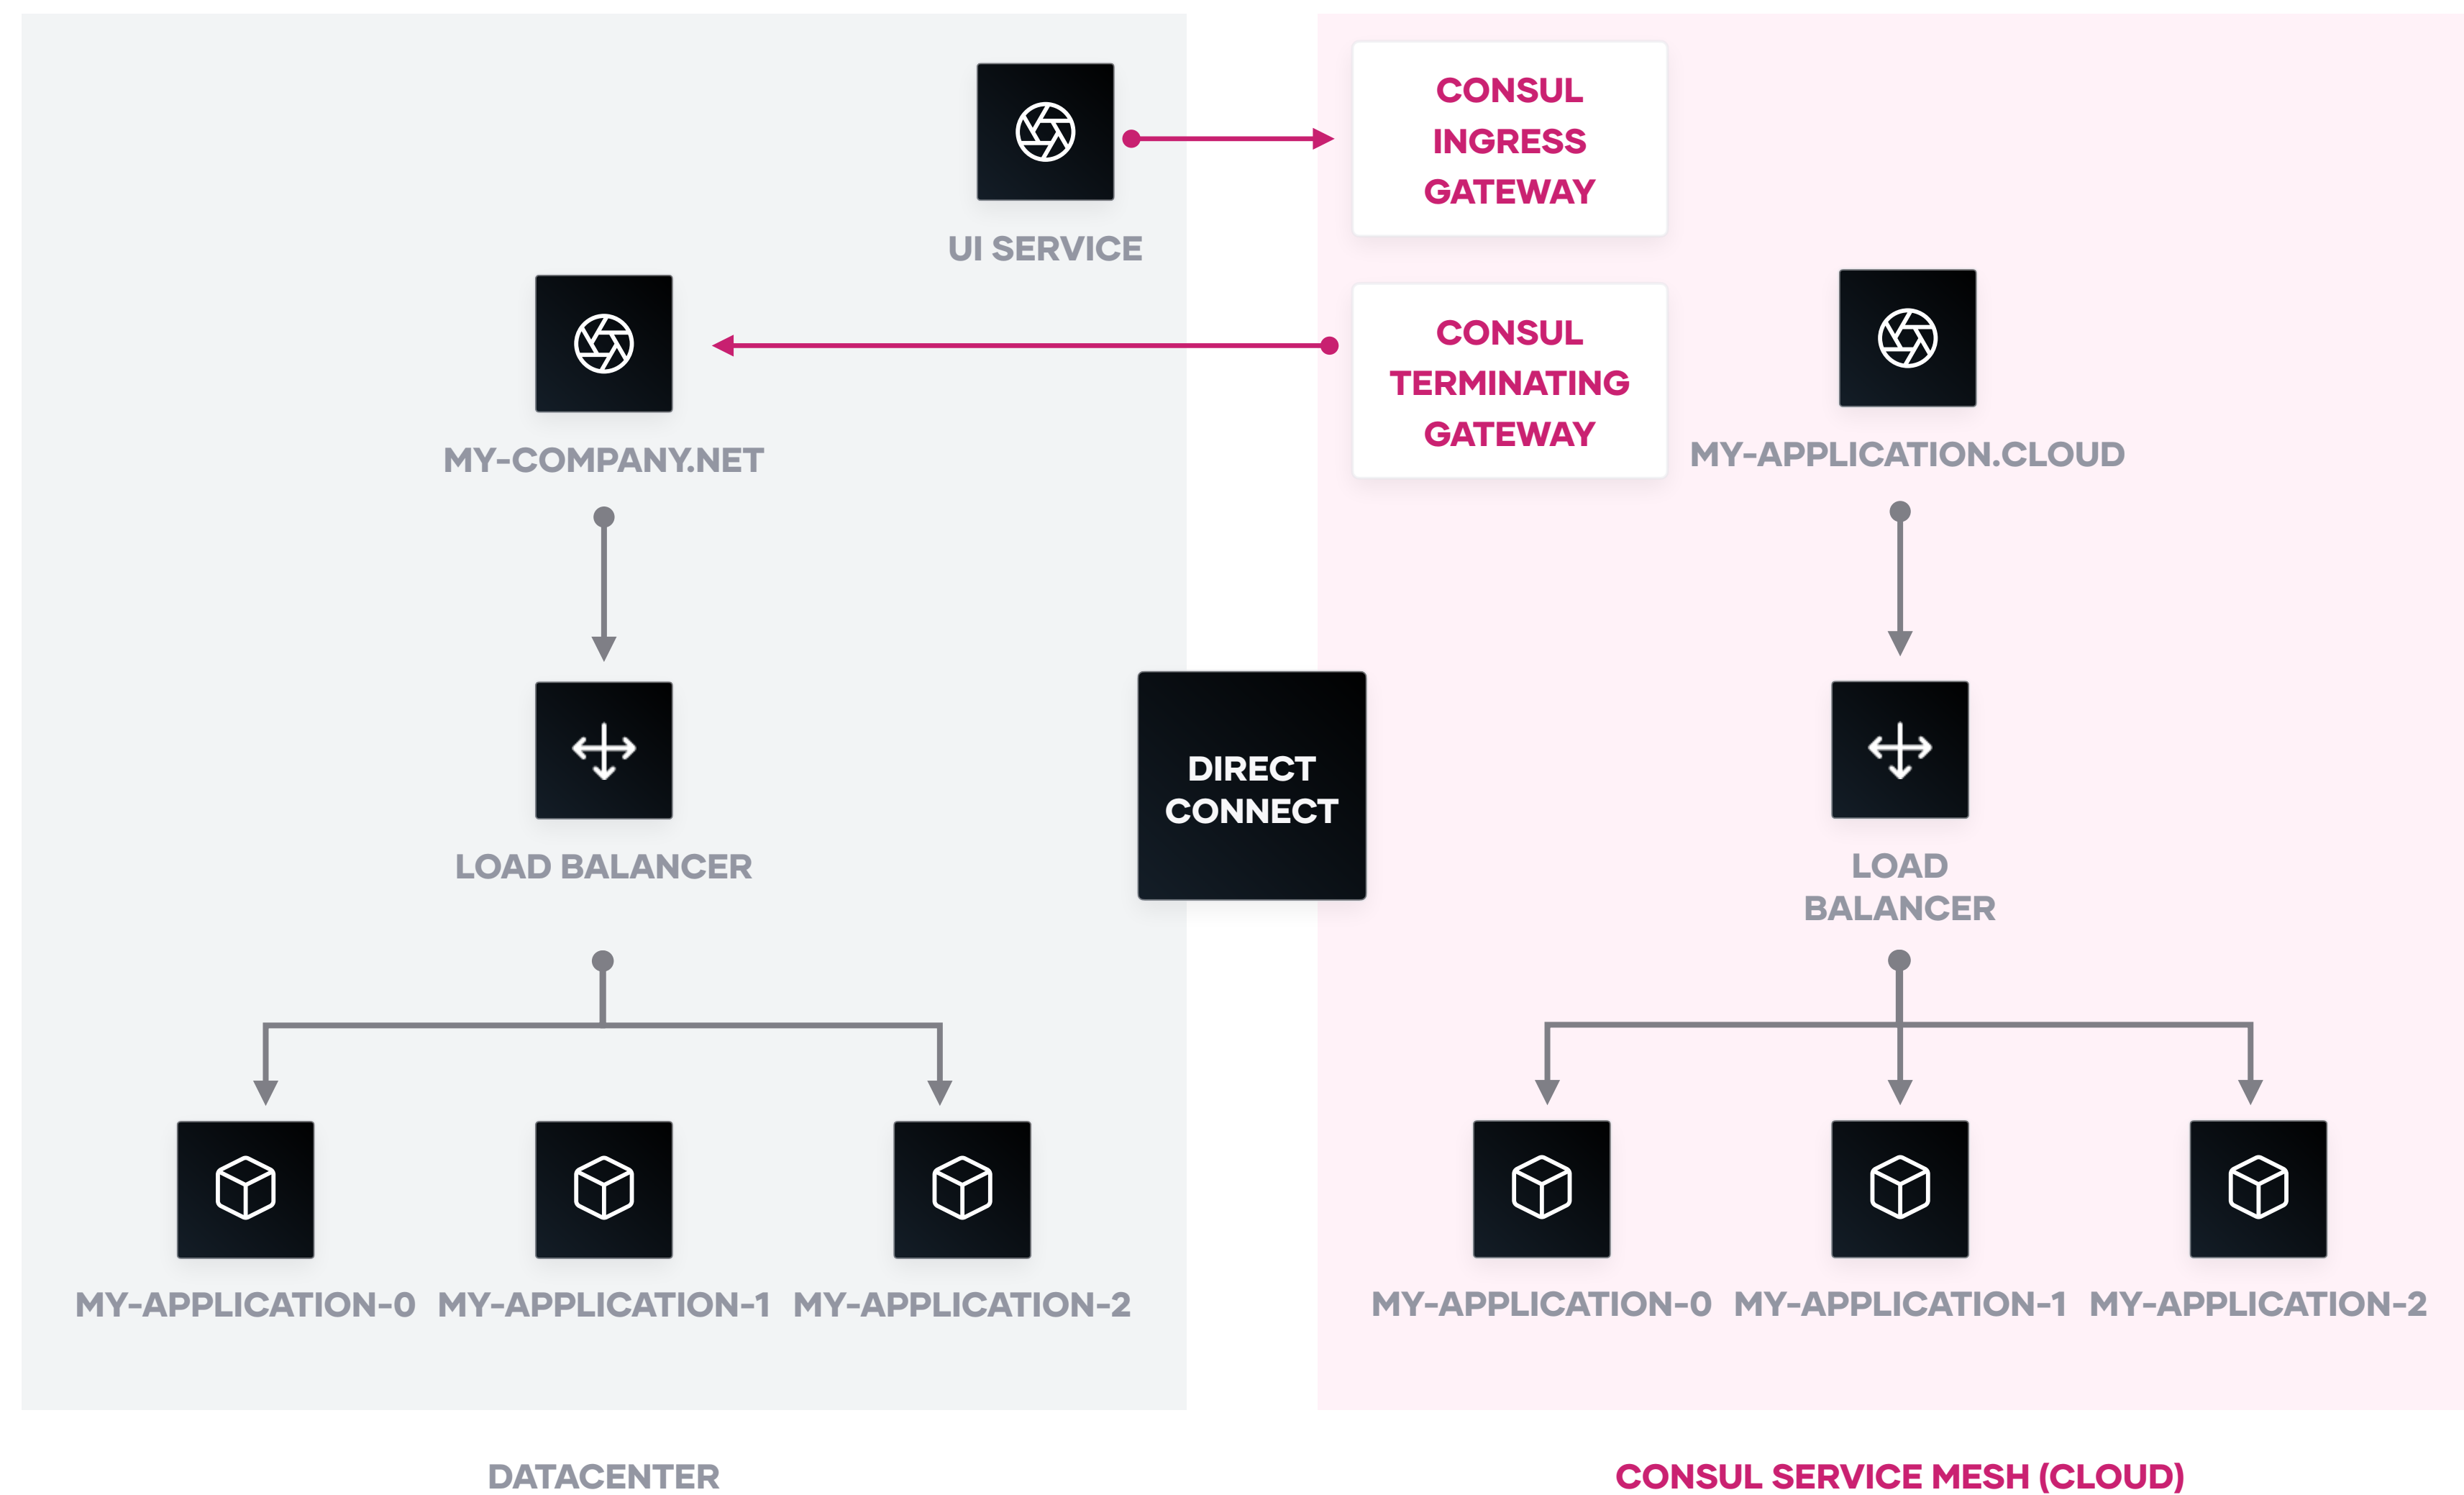 UI SERVICE
CONSUL
INGRESS
GATEWAY
MY-COMPANY.NET
CONSUL
TERMINATING
GATEWAY
MY-APPLICATION.CLOUD
LOAD BALANCER
DIRECT
CONNECT
LOAD
BALANCER
MY-APPLICATION-0
MY-APPLICATION-1
MY-APPLICATION-2
MY-APPLICATION-0
MY-APPLICATION-1
MY-APPLICATION-2
DATACENTER
CONSUL SERVICE MESH (CLOUD)